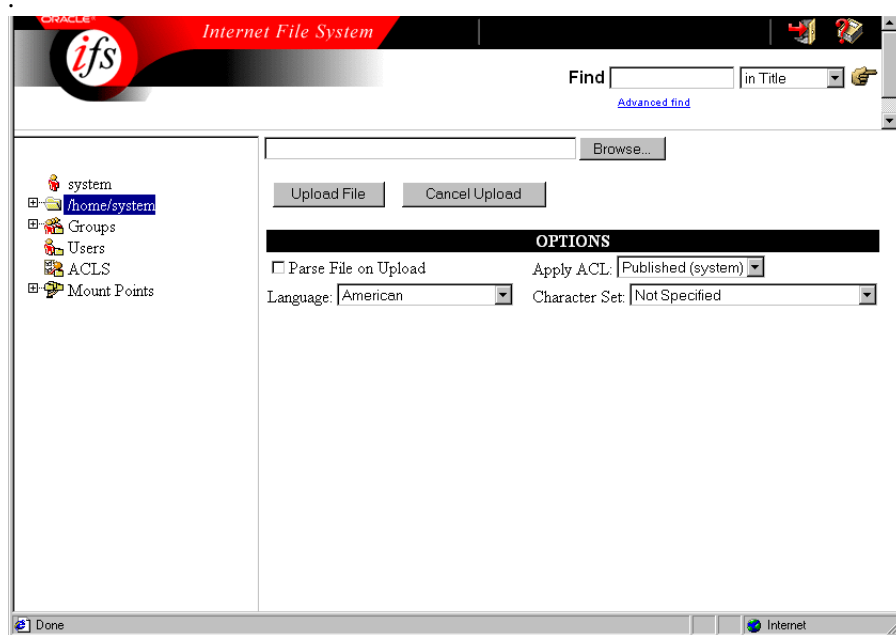 .
ORACLE
ifs
Internet File System
Find in Title
Advanced find
Browse...
system
/home/system
Groups
Users
ACLS
Mount Points
Upload File Cancel Upload
OPTIONS
Parse File on Upload Apply ACL: Published (system)
Language: American Character Set: Not Specified
Done Internet